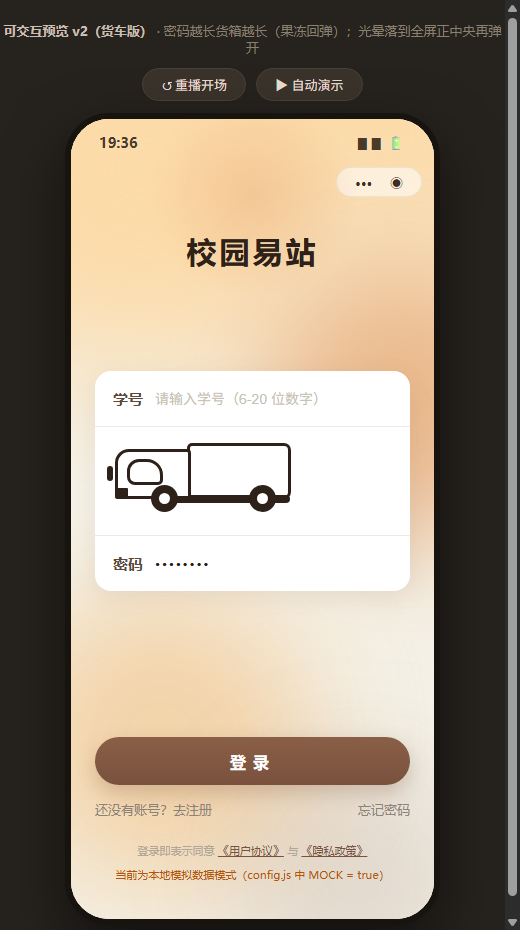 可交互预览 v2（货车版） · 密码越长货箱越长（果冻回弹）；光晕落到全屏正中央再弹
开
↺ 重播开场 ▶ 自动演示
19:36
校园易站
学号 请输入学号（6-20 位数字）
密码 ••••••••
登 录
还没有账号？去注册 忘记密码
登录即表示同意《用户协议》与《隐私政策》
当前为本地模拟数据模式（config.js 中 MOCK = true）